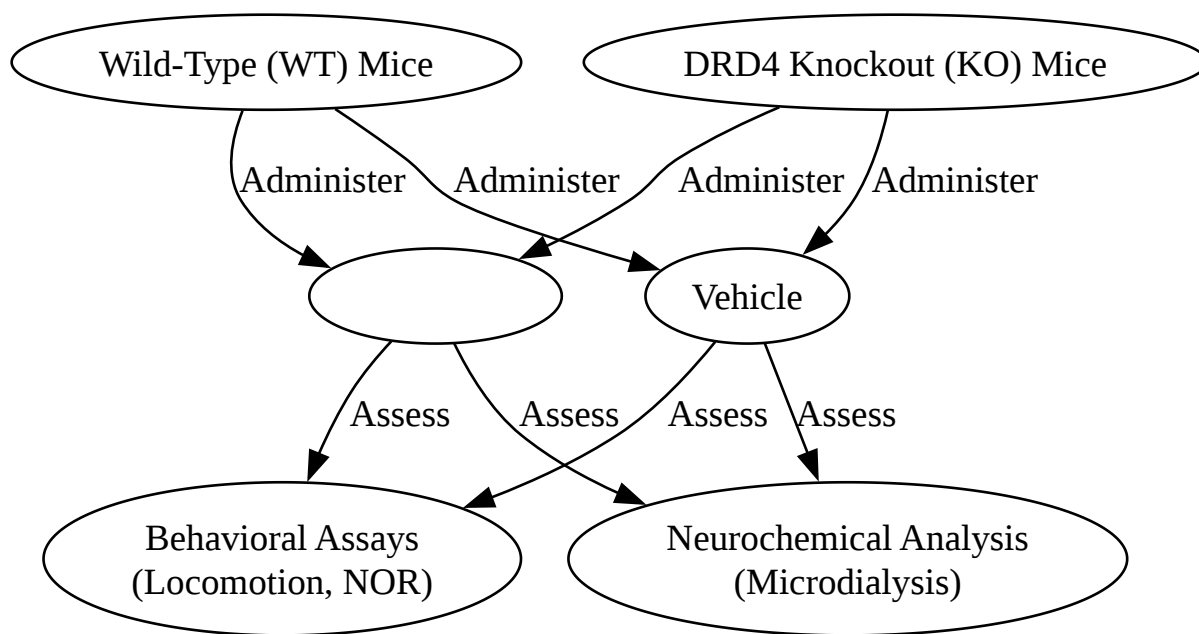 Wild-Type (WT) Mice
DRD4 Knockout (KO) Mice
Administer
Administer
Administer
Administer
Vehicle
Assess
Assess
Assess
Assess
Behavioral Assays
(Locomotion, NOR)
Neurochemical Analysis
(Microdialysis)